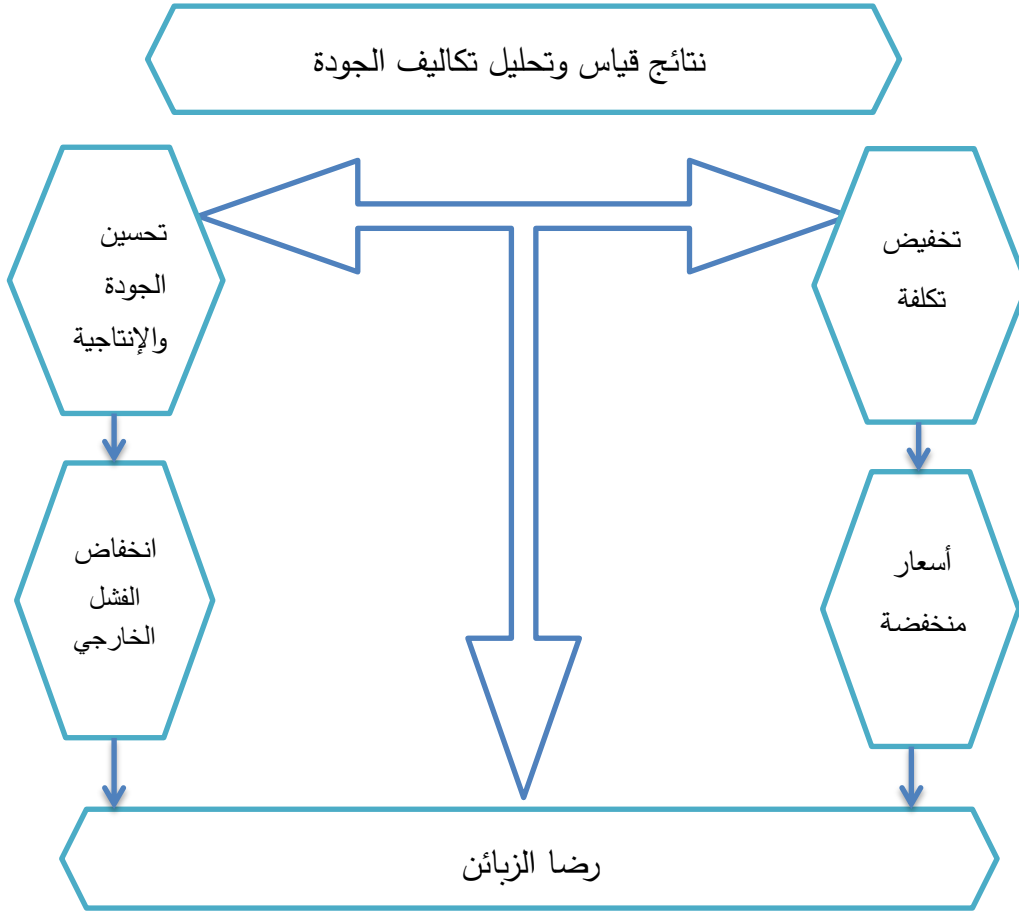 نتائج قياس وتحليل تكاليف الجودة
تخفيض
تكلفة
تحسين
الجودة
والإنتاجية
أسعار
منخفضة
انخفاض
الفشل
الخارجي
رضا الزبائن